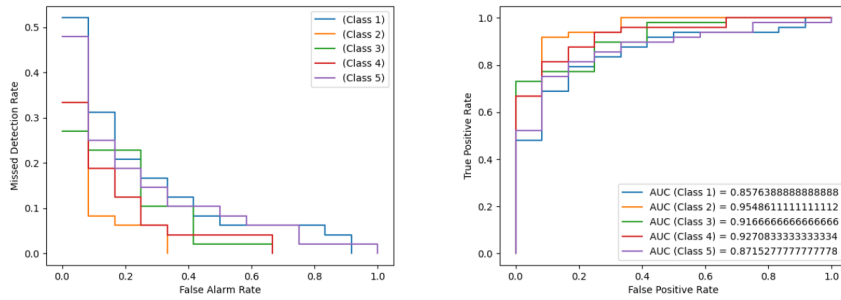 0.5
0.4
0.3
0.2
0.1
0.0
Missed Detection Rate
0.0 0.2 0.4 0.6 0.8 1.0
False Alarm Rate
(Class 1)
(Class 2)
(Class 3)
(Class 4)
(Class 5)
1.0
0.8
0.6
0.4
0.2
0.0
True Positive Rate
0.0 0.2 0.4 0.6 0.8 1.0
False Positive Rate
AUC (Class 1) = 0.8576388888888888
AUC (Class 2) = 0.9548611111111112
AUC (Class 3) = 0.9166666666666666
AUC (Class 4) = 0.9270833333333334
AUC (Class 5) = 0.8715277777777778